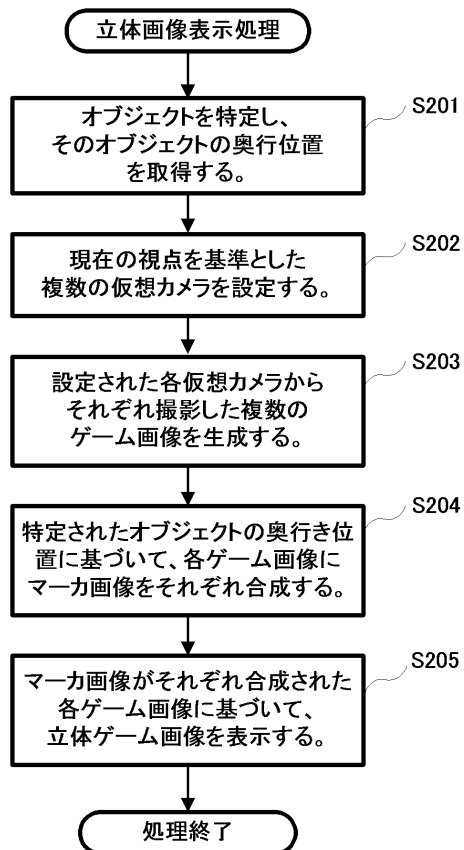 立体画像表示処理
S201
オブジェクトを特定し、
そのオブジェクトの奥行位置
を取得する。
S202
現在の視点を基準とした
複数の仮想カメラを設定する。
S203
設定された各仮想カメラから
それぞれ撮影した複数の
ゲーム画像を生成する。
S204
特定されたオブジェクトの奥行き位
置に基づいて、各ゲーム画像に
マーカ画像をそれぞれ合成する。
S205
マーカ画像がそれぞれ合成された
各ゲーム画像に基づいて、
立体ゲーム画像を表示する。
処理終了